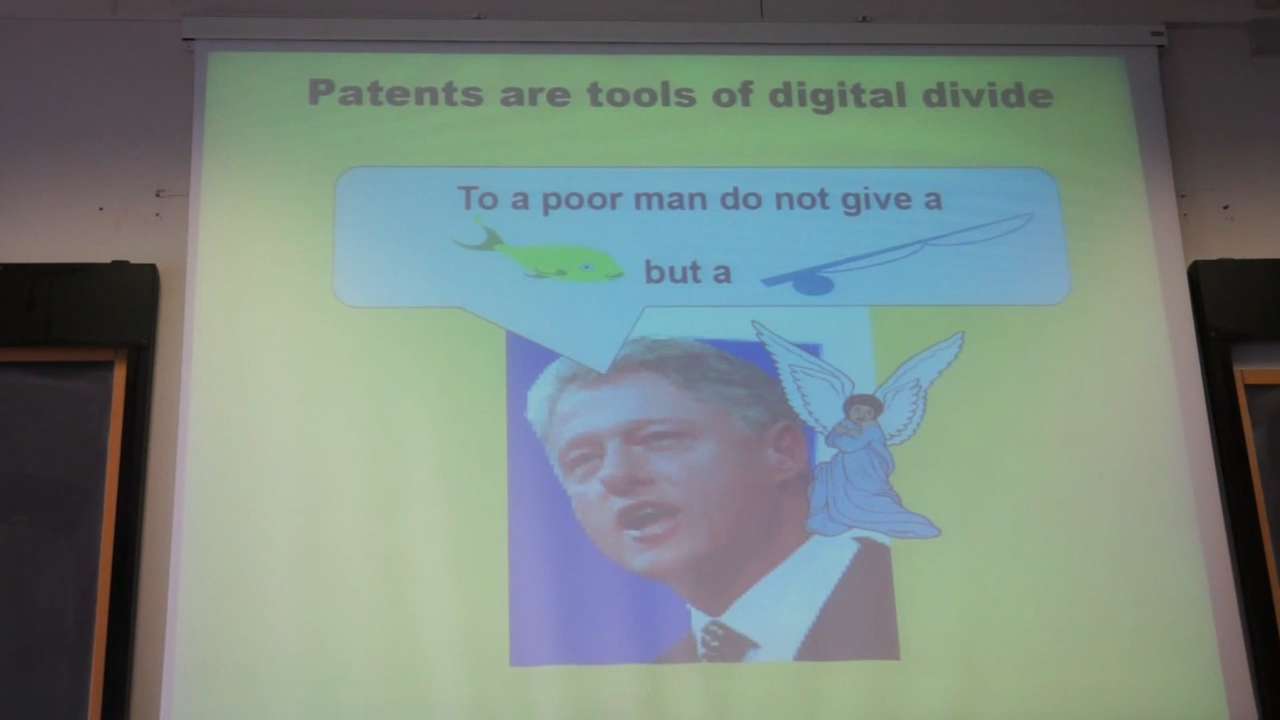 Patents are tools of digital divide
To a poor man do not give a
but a